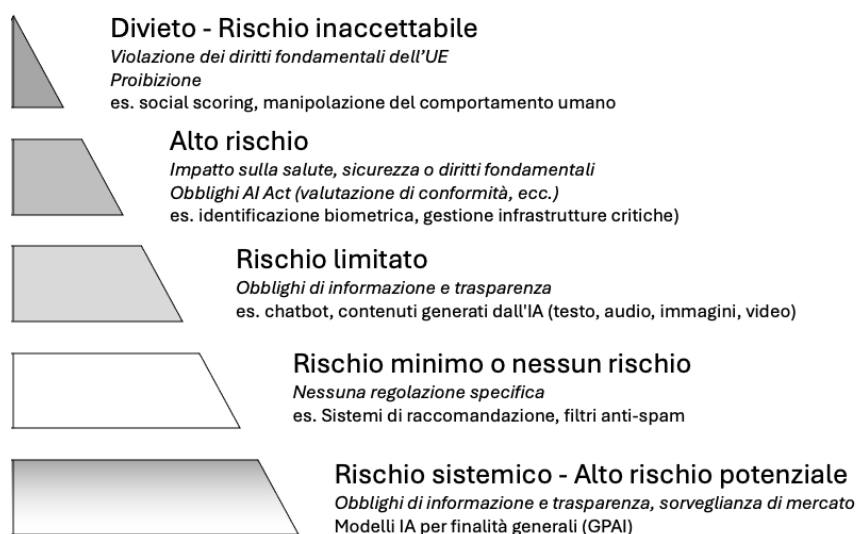 Divieto - Rischio inaccettabile
Violazione dei diritti fondamentali dell’UE
Proibizione
es. social scoring, manipolazione del comportamento umano
Alto rischio
Impatto sulla salute, sicurezza o diritti fondamentali
Obblighi AI Act (valutazione di conformità, ecc.)
es. identificazione biometrica, gestione infrastrutture critiche)
Rischio limitato
Obblighi di informazione e trasparenza
es. chatbot, contenuti generati dall'IA (testo, audio, immagini, video)
Rischio minimo o nessun rischio
Nessuna regolazione specifica
es. Sistemi di raccomandazione, filtri anti-spam
Rischio sistemico - Alto rischio potenziale
Obblighi di informazione e trasparenza, sorveglianza di mercato
Modelli IA per finalità generali (GPAI)